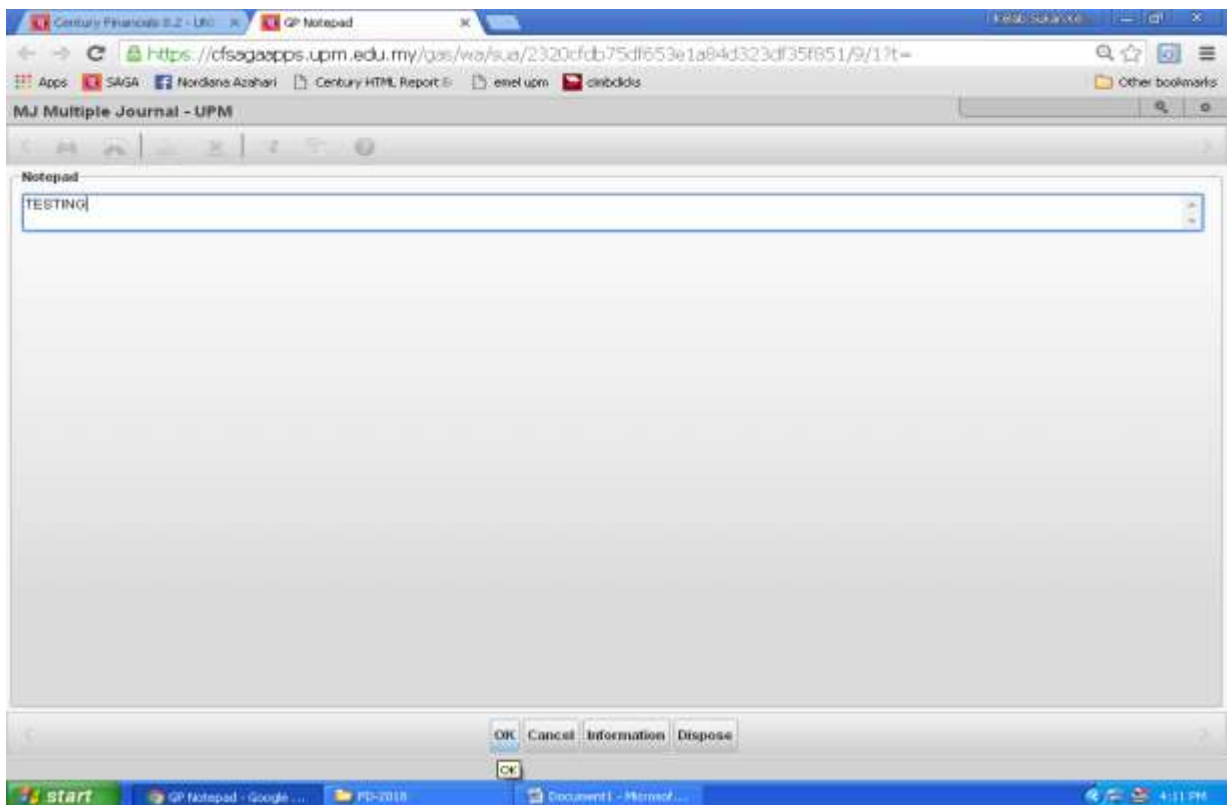 Century Financials 8.2 - UNI
GP Notepad
https://cfsagaapps.upm.edu.my/gas/wa/sua/2320cfdb75df653e1a84d323df35f851/9/1?t=
Apps SAGA Nordiana Azahari Century HTML Report & emel upm cimbclicks Other bookmarks
MJ Multiple Journal - UPM
Notepad
TESTING
OK Cancel Information Dispose
OK
start GP Notepad - Google ... PD-2018 Document1 - Microsof... 4:11 PM